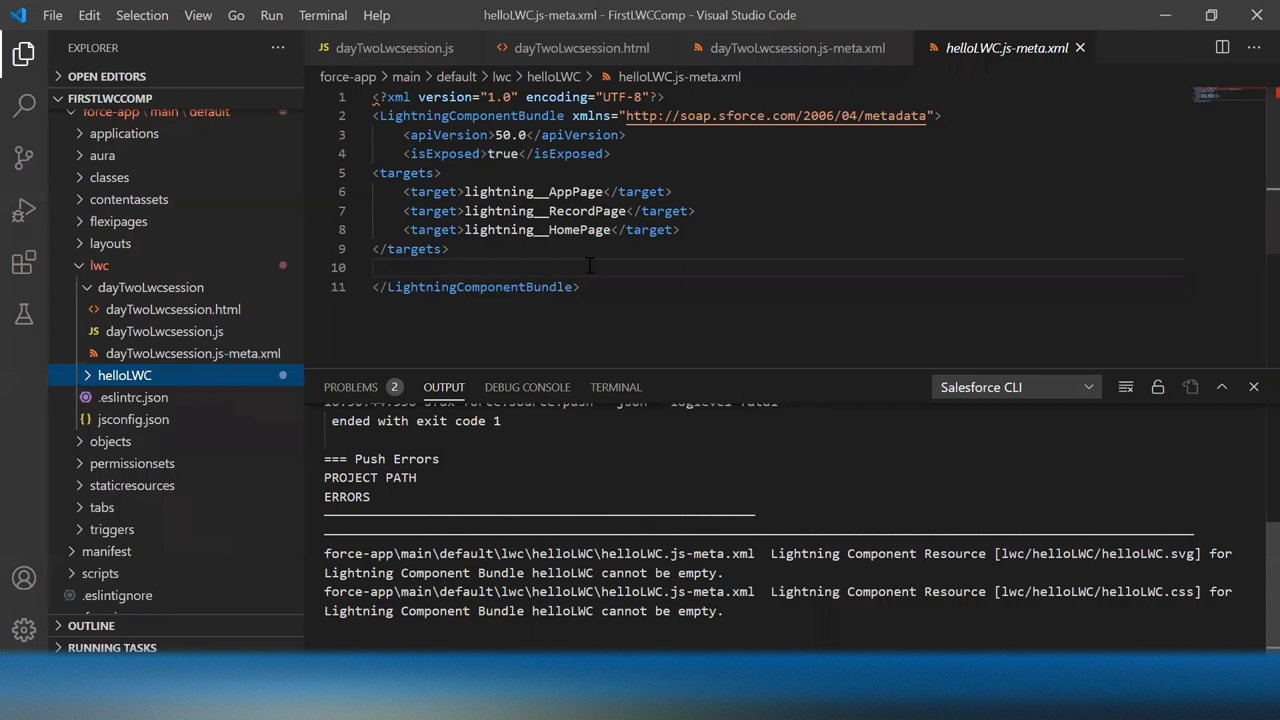 File Edit Selection View Go Run Terminal Help helloLWC.js-meta.xml - FirstLWCComp - Visual Studio Code
EXPLORER
OPEN EDITORS
FIRSTLWCCOMP
force-app \ main \ default
applications
aura
classes
contentassets
flexipages
layouts
lwc
dayTwoLwcsession
dayTwoLwcsession.html
dayTwoLwcsession.js
dayTwoLwcsession.js-meta.xml
helloLWC
.eslintrc.json
jsconfig.json
objects
permissionsets
staticresources
tabs
triggers
manifest
scripts
.eslintignore
OUTLINE
RUNNING TASKS
JS dayTwoLwcsession.js dayTwoLwcsession.html dayTwoLwcsession.js-meta.xml helloLWC.js-meta.xml
force-app > main > default > lwc > helloLWC > helloLWC.js-meta.xml
1 <?xml version="1.0" encoding="UTF-8"?>
2 <LightningComponentBundle xmlns="http://soap.sforce.com/2006/04/metadata">
3 <apiVersion>50.0</apiVersion>
4 <isExposed>true</isExposed>
5 <targets>
6 <target>lightning__AppPage</target>
7 <target>lightning__RecordPage</target>
8 <target>lightning__HomePage</target>
9 </targets>
10
11 </LightningComponentBundle>
PROBLEMS 2 OUTPUT DEBUG CONSOLE TERMINAL Salesforce CLI
ended with exit code 1
=== Push Errors
PROJECT PATH
ERRORS
force-app\main\default\lwc\helloLWC\helloLWC.js-meta.xml Lightning Component Resource [lwc/helloLWC/helloLWC.svg] for
Lightning Component Bundle helloLWC cannot be empty.
force-app\main\default\lwc\helloLWC\helloLWC.js-meta.xml Lightning Component Resource [lwc/helloLWC/helloLWC.css] for
Lightning Component Bundle helloLWC cannot be empty.